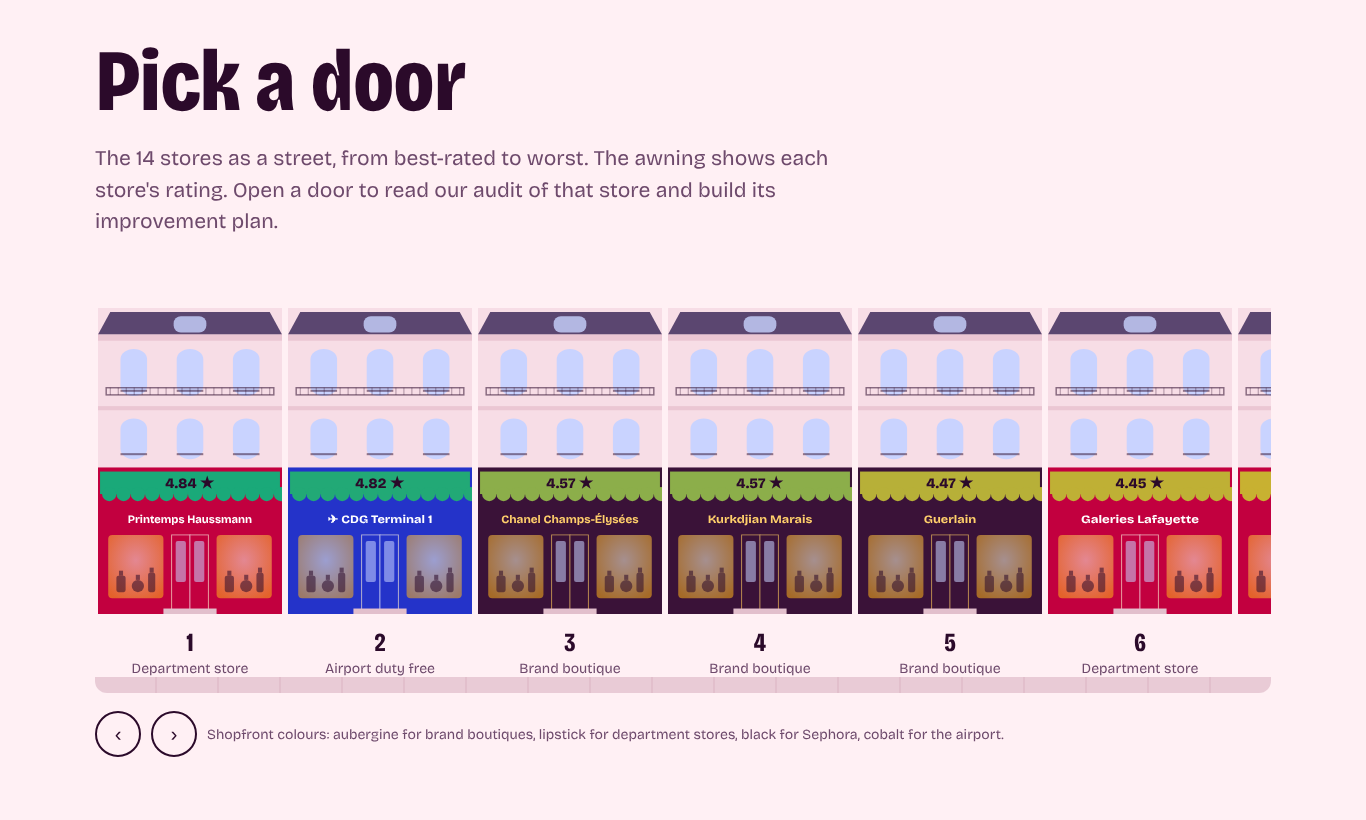 Pick a door
The 14 stores as a street, from best-rated to worst. The awning shows each
store's rating. Open a door to read our audit of that store and build its
improvement plan.
4.84 ★
4.82 ★
4.57 ★
4.57 ★
4.47 ★
4.45 ★
Printemps Haussmann
✈ CDG Terminal 1
Chanel Champs-Élysées
Kurkdjian Marais
Guerlain
Galeries Lafayette
1
2
3
4
5
6
Department store
Airport duty free
Brand boutique
Brand boutique
Brand boutique
Department store
‹ ›
Shopfront colours: aubergine for brand boutiques, lipstick for department stores, black for Sephora, cobalt for the airport.